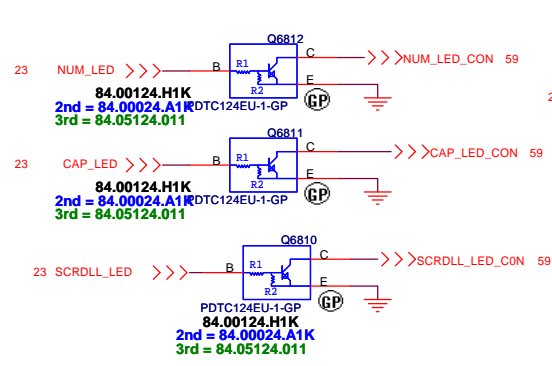 Q6812
23 NUM_LED B R1 R2 C NUM_LED_CON 59
E
84.00124.H1K GP
2nd = 84.00024.A1K PDTC124EU-1-GP
3rd = 84.05124.011
Q6811
23 CAP_LED B R1 R2 C CAP_LED_CON 59
E
84.00124.H1K GP
2nd = 84.00024.A1K PDTC124EU-1-GP
3rd = 84.05124.011
Q6810
23 SCRDLL_LED B R1 R2 C SCRDLL_LED_C0N 59
E
GP
PDTC124EU-1-GP
84.00124.H1K
2nd = 84.00024.A1K
3rd = 84.05124.011